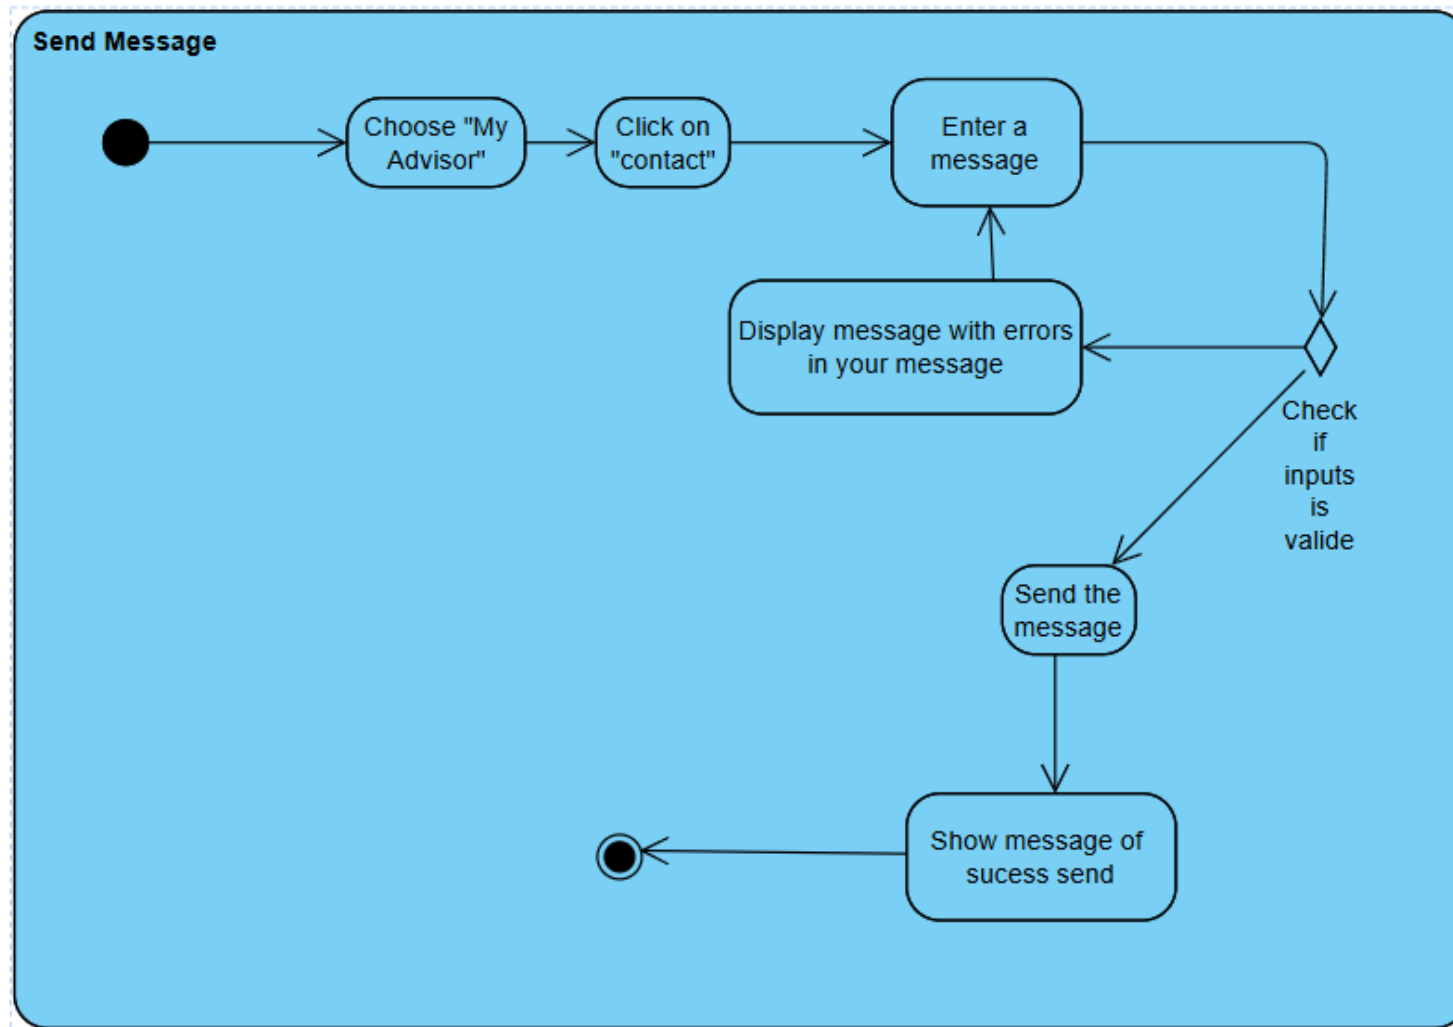 Send Message
Choose "My
Advisor"
Click on
"contact"
Enter a
message
Display message with errors
in your message
Check
if
inputs
is
valide
Send the
message
Show message of
sucess send